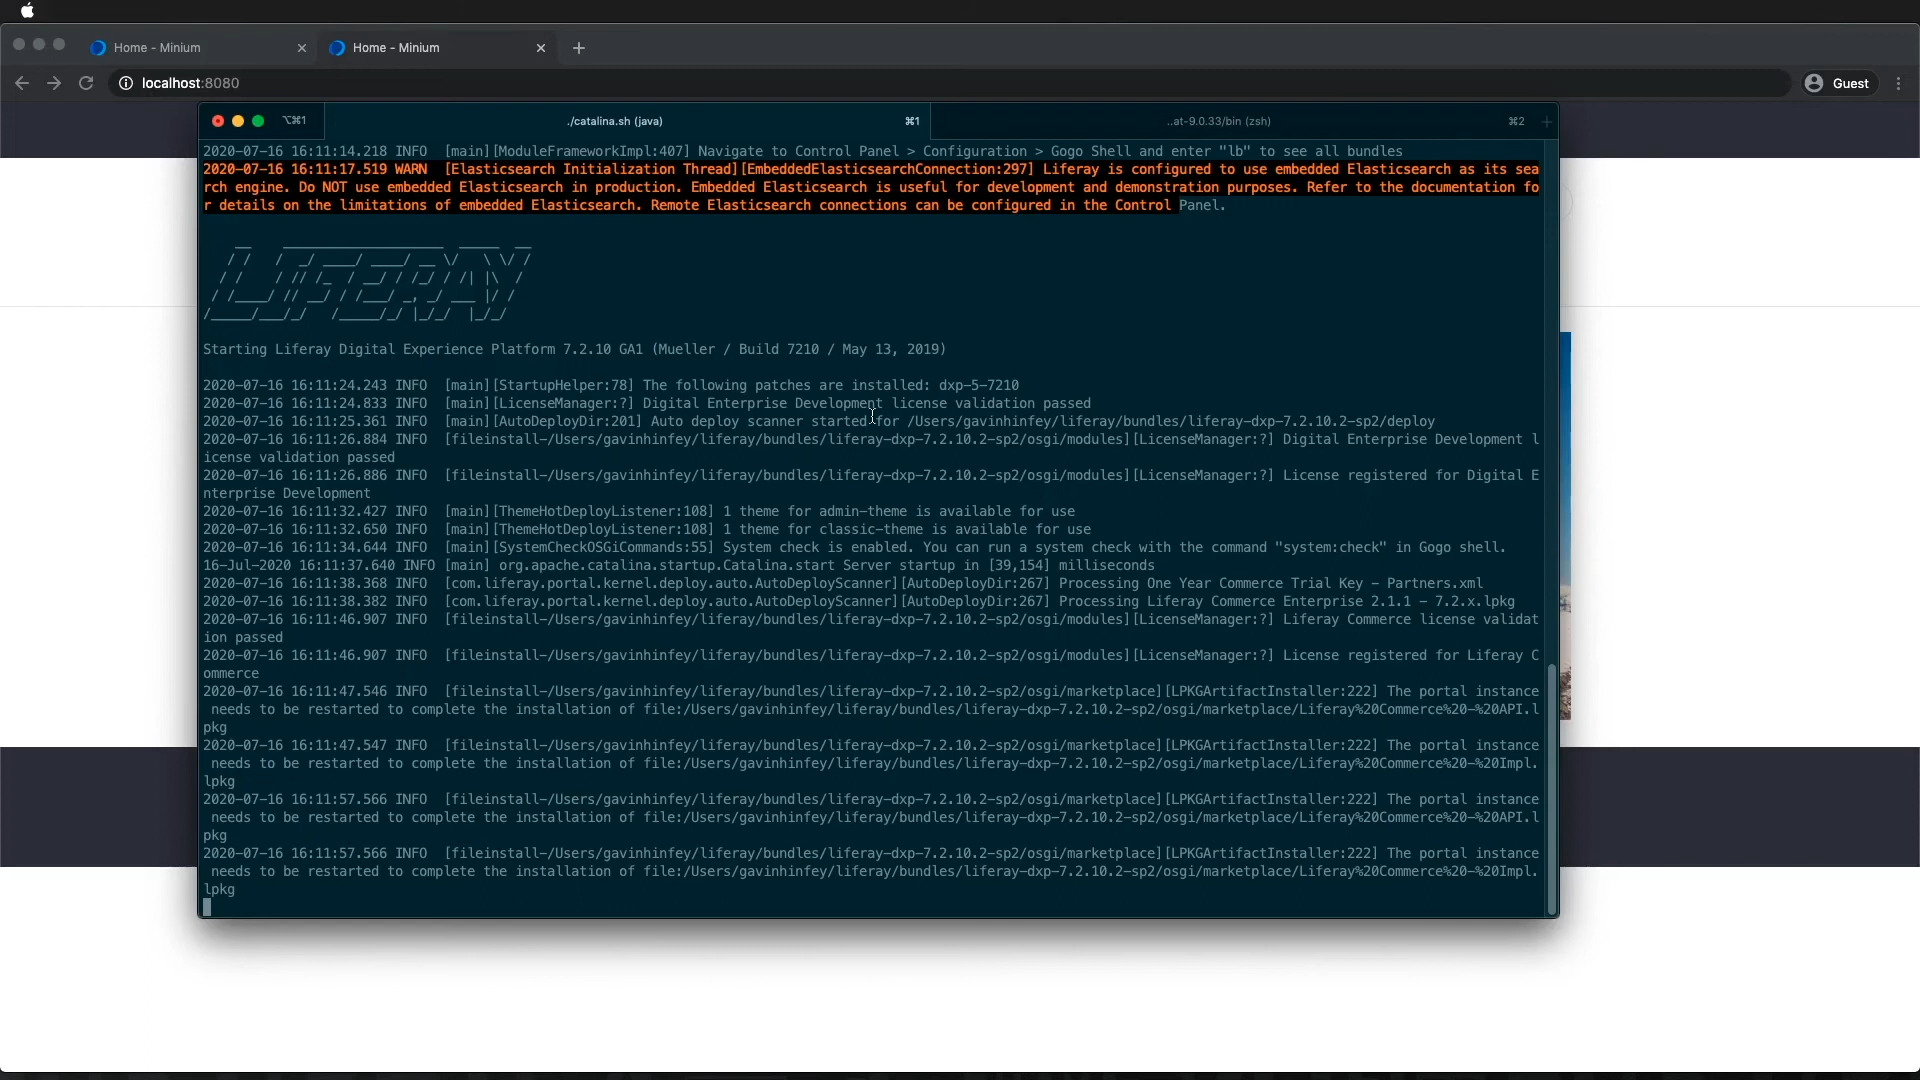 Home - Minium
Home - Minium
localhost:8080
Guest
⌥⌘1
./catalina.sh (java)
⌘1
..at-9.0.33/bin (zsh)
⌘2
2020-07-16 16:11:14.218 INFO  [main][ModuleFrameworkImpl:407] Navigate to Control Panel > Configuration > Gogo Shell and enter "lb" to see all bundles
2020-07-16 16:11:17.519 WARN  [Elasticsearch Initialization Thread][EmbeddedElasticsearchConnection:297] Liferay is configured to use embedded Elasticsearch as its sea
rch engine. Do NOT use embedded Elasticsearch in production. Embedded Elasticsearch is useful for development and demonstration purposes. Refer to the documentation fo
r details on the limitations of embedded Elasticsearch. Remote Elasticsearch connections can be configured in the Control Panel.
LIFERAY
Starting Liferay Digital Experience Platform 7.2.10 GA1 (Mueller / Build 7210 / May 13, 2019)
2020-07-16 16:11:24.243 INFO  [main][StartupHelper:78] The following patches are installed: dxp-5-7210
2020-07-16 16:11:24.833 INFO  [main][LicenseManager:?] Digital Enterprise Development license validation passed
2020-07-16 16:11:25.361 INFO  [main][AutoDeployDir:201] Auto deploy scanner started for /Users/gavinhinfey/liferay/bundles/liferay-dxp-7.2.10.2-sp2/deploy
2020-07-16 16:11:26.884 INFO  [fileinstall-/Users/gavinhinfey/liferay/bundles/liferay-dxp-7.2.10.2-sp2/osgi/modules][LicenseManager:?] Digital Enterprise Development l
icense validation passed
2020-07-16 16:11:26.886 INFO  [fileinstall-/Users/gavinhinfey/liferay/bundles/liferay-dxp-7.2.10.2-sp2/osgi/modules][LicenseManager:?] License registered for Digital E
nterprise Development
2020-07-16 16:11:32.427 INFO  [main][ThemeHotDeployListener:108] 1 theme for admin-theme is available for use
2020-07-16 16:11:32.650 INFO  [main][ThemeHotDeployListener:108] 1 theme for classic-theme is available for use
2020-07-16 16:11:34.644 INFO  [main][SystemCheckOSGiCommands:55] System check is enabled. You can run a system check with the command "system:check" in Gogo shell.
16-Jul-2020 16:11:37.640 INFO [main] org.apache.catalina.startup.Catalina.start Server startup in [39,154] milliseconds
2020-07-16 16:11:38.368 INFO  [com.liferay.portal.kernel.deploy.auto.AutoDeployScanner][AutoDeployDir:267] Processing One Year Commerce Trial Key - Partners.xml
2020-07-16 16:11:38.382 INFO  [com.liferay.portal.kernel.deploy.auto.AutoDeployScanner][AutoDeployDir:267] Processing Liferay Commerce Enterprise 2.1.1 - 7.2.x.lpkg
2020-07-16 16:11:46.907 INFO  [fileinstall-/Users/gavinhinfey/liferay/bundles/liferay-dxp-7.2.10.2-sp2/osgi/modules][LicenseManager:?] Liferay Commerce license validat
ion passed
2020-07-16 16:11:46.907 INFO  [fileinstall-/Users/gavinhinfey/liferay/bundles/liferay-dxp-7.2.10.2-sp2/osgi/modules][LicenseManager:?] License registered for Liferay C
ommerce
2020-07-16 16:11:47.546 INFO  [fileinstall-/Users/gavinhinfey/liferay/bundles/liferay-dxp-7.2.10.2-sp2/osgi/marketplace][LPKGArtifactInstaller:222] The portal instance
 needs to be restarted to complete the installation of file:/Users/gavinhinfey/liferay/bundles/liferay-dxp-7.2.10.2-sp2/osgi/marketplace/Liferay%20Commerce%20-%20API.l
pkg
2020-07-16 16:11:47.547 INFO  [fileinstall-/Users/gavinhinfey/liferay/bundles/liferay-dxp-7.2.10.2-sp2/osgi/marketplace][LPKGArtifactInstaller:222] The portal instance
 needs to be restarted to complete the installation of file:/Users/gavinhinfey/liferay/bundles/liferay-dxp-7.2.10.2-sp2/osgi/marketplace/Liferay%20Commerce%20-%20Impl.
lpkg
2020-07-16 16:11:57.566 INFO  [fileinstall-/Users/gavinhinfey/liferay/bundles/liferay-dxp-7.2.10.2-sp2/osgi/marketplace][LPKGArtifactInstaller:222] The portal instance
 needs to be restarted to complete the installation of file:/Users/gavinhinfey/liferay/bundles/liferay-dxp-7.2.10.2-sp2/osgi/marketplace/Liferay%20Commerce%20-%20API.l
pkg
2020-07-16 16:11:57.566 INFO  [fileinstall-/Users/gavinhinfey/liferay/bundles/liferay-dxp-7.2.10.2-sp2/osgi/marketplace][LPKGArtifactInstaller:222] The portal instance
 needs to be restarted to complete the installation of file:/Users/gavinhinfey/liferay/bundles/liferay-dxp-7.2.10.2-sp2/osgi/marketplace/Liferay%20Commerce%20-%20Impl.
lpkg